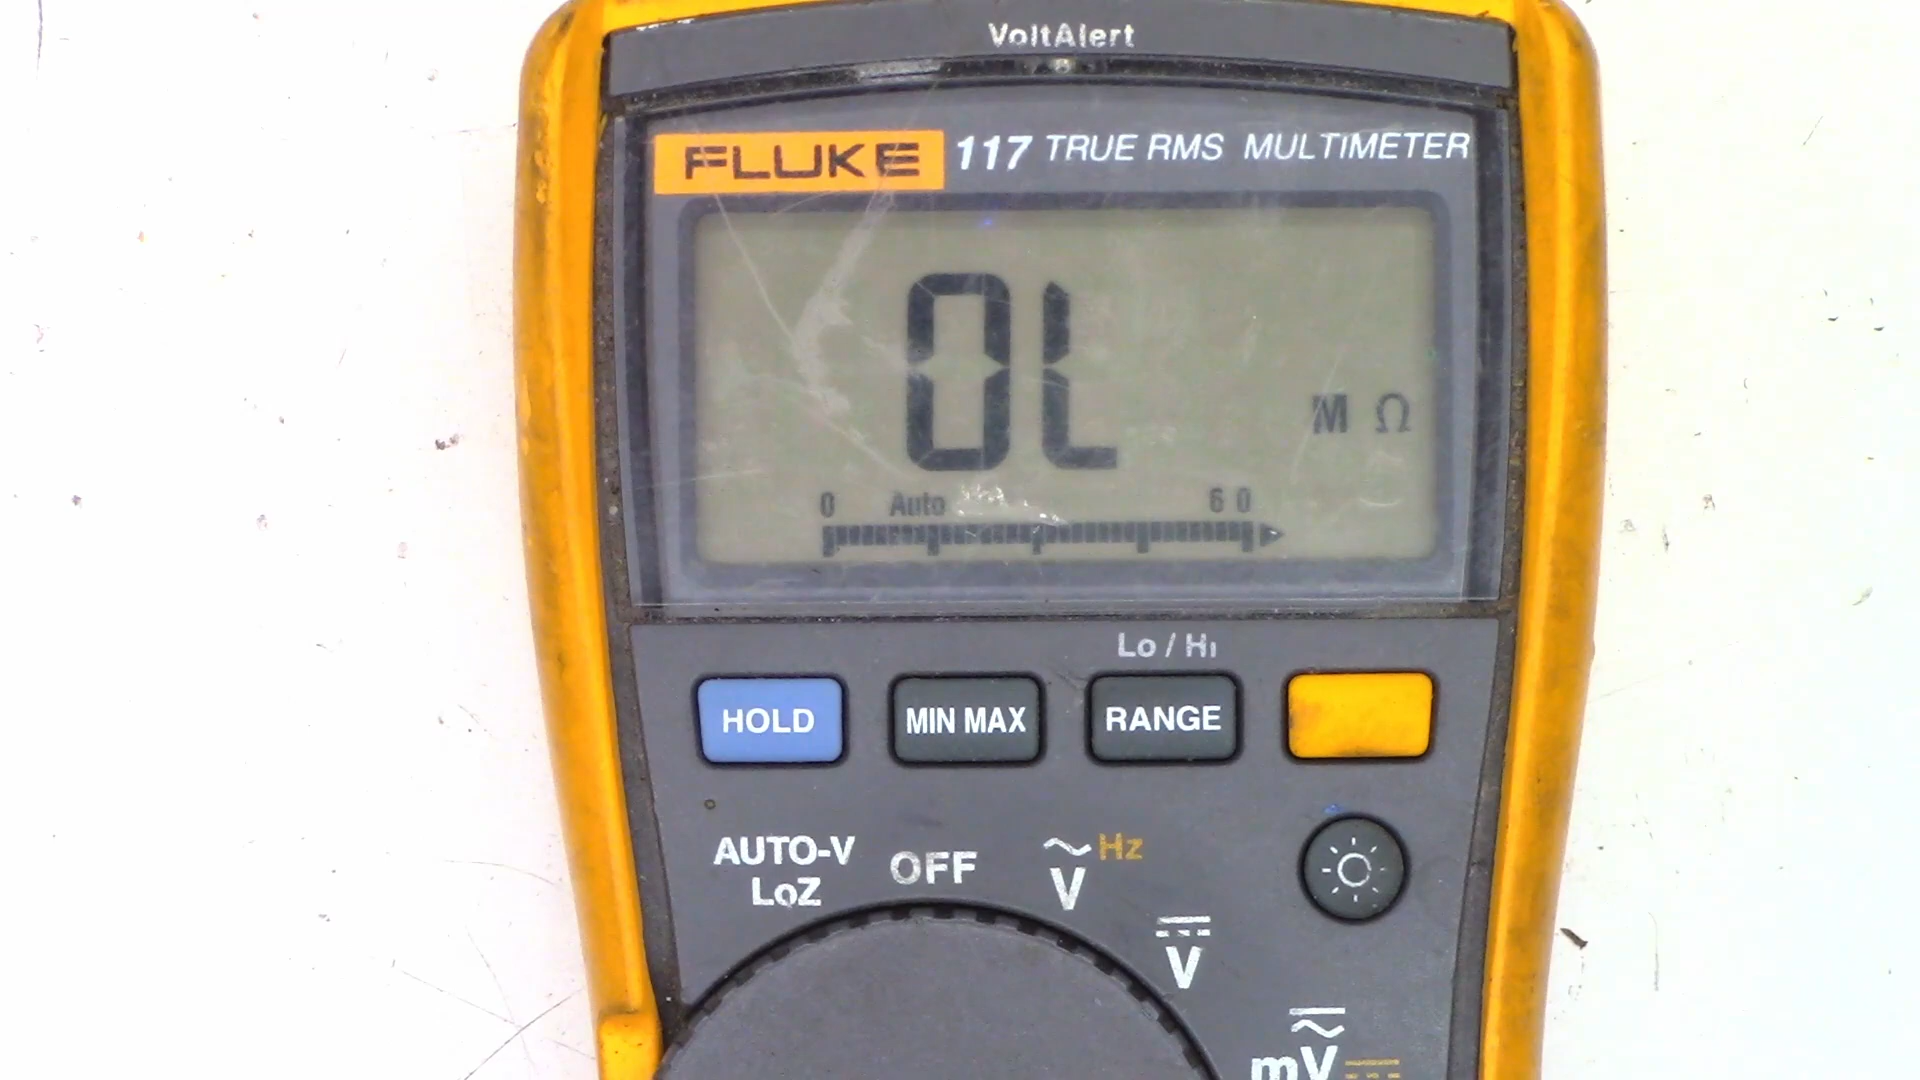 VoltAlert
FLUKE 117 TRUE RMS MULTIMETER
OL
M Ω
0 Auto 60
Lo / Hi
HOLD MIN MAX RANGE
AUTO-V
LoZ
OFF
Hz
V
V
mV